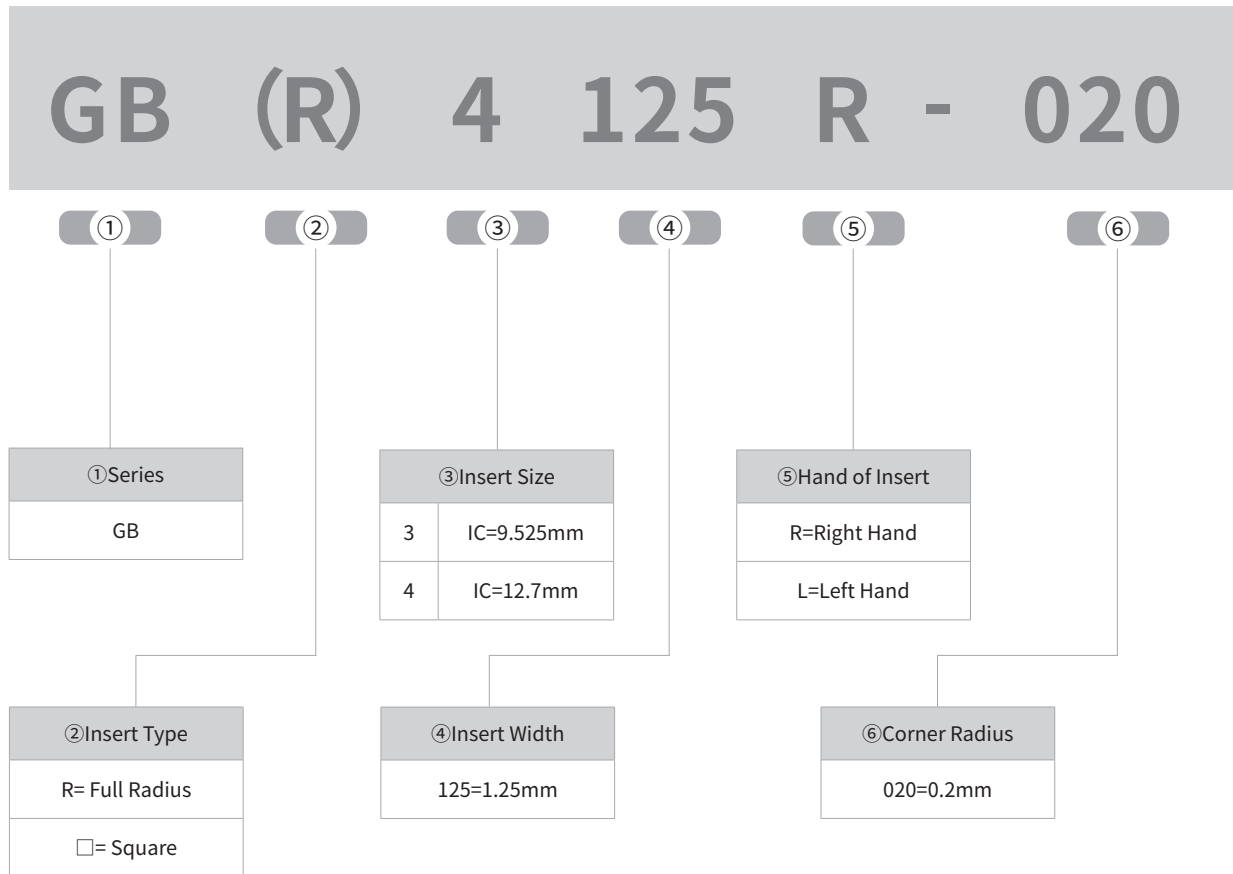 GB (R) 4 125 R - 020
① ② ③ ④ ⑤ ⑥
①Series
GB
③Insert Size
3 IC=9.525mm
4 IC=12.7mm
⑤Hand of Insert
R=Right Hand
L=Left Hand
②Insert Type
R= Full Radius
□= Square
④Insert Width
125=1.25mm
⑥Corner Radius
020=0.2mm